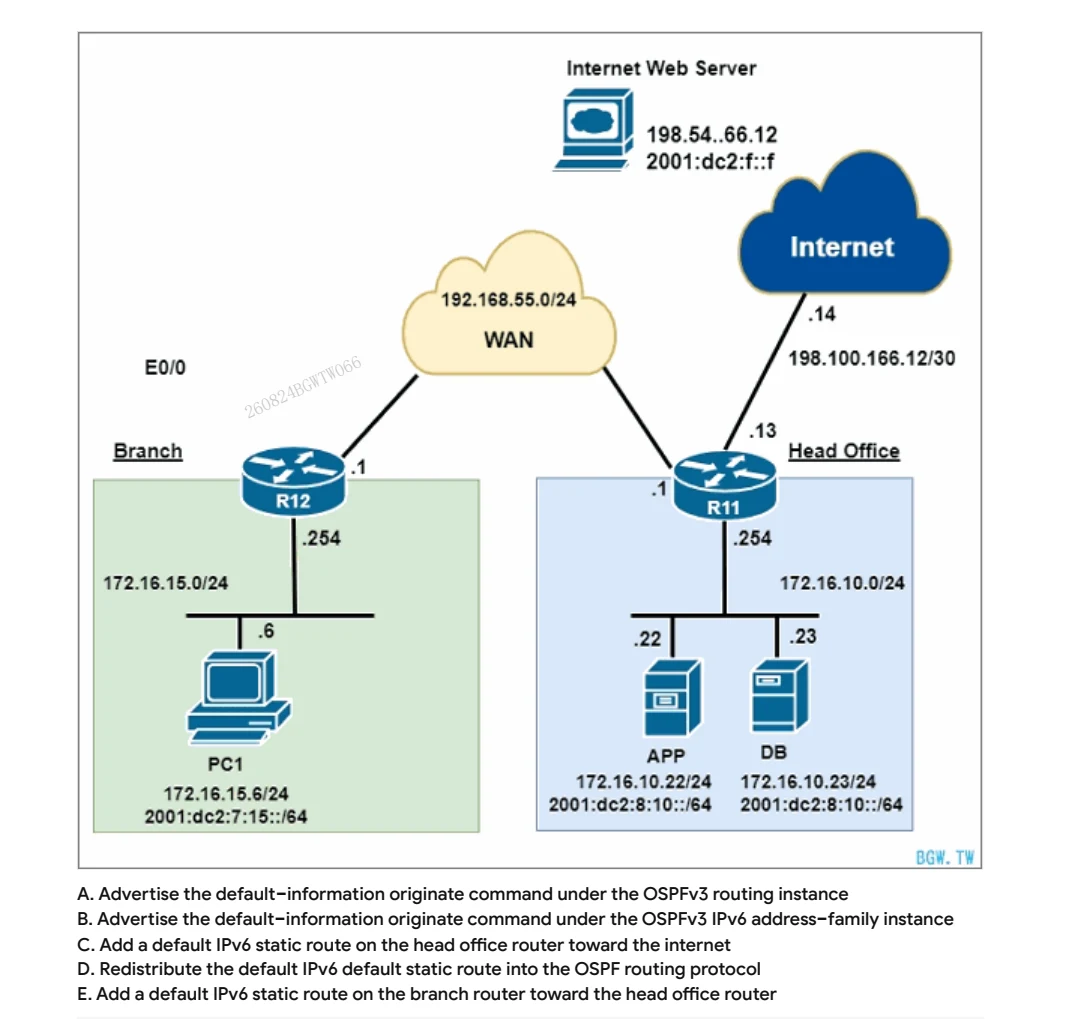 Internet Web Server
198.54..66.12
2001:dc2:f::f
Internet
192.168.55.0/24
WAN
.14
198.100.166.12/30
E0/0
260824BGWTW066
.13
Branch
Head Office
.1
.1
R12
R11
.254
.254
172.16.15.0/24
172.16.10.0/24
.6
.22
.23
PC1
APP
DB
172.16.15.6/24
2001:dc2:7:15::/64
172.16.10.22/24
2001:dc2:8:10::/64
172.16.10.23/24
2001:dc2:8:10::/64
BGW.TW
A. Advertise the default-information originate command under the OSPFv3 routing instance
B. Advertise the default-information originate command under the OSPFv3 IPv6 address-family instance
C. Add a default IPv6 static route on the head office router toward the internet
D. Redistribute the default IPv6 default static route into the OSPF routing protocol
E. Add a default IPv6 static route on the branch router toward the head office router